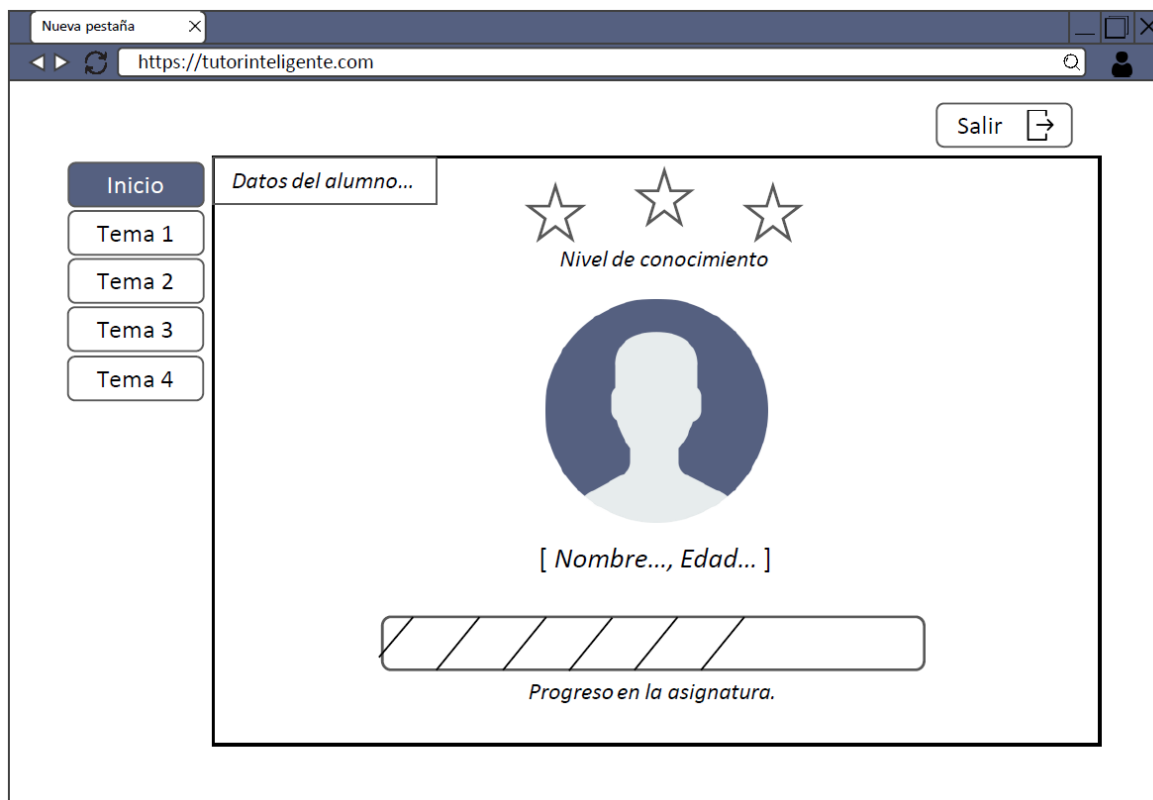 Nueva pestaña
https://tutorinteligente.com
Salir
Inicio
Tema 1
Tema 2
Tema 3
Tema 4
Datos del alumno...
Nivel de conocimiento
[ Nombre..., Edad... ]
Progreso en la asignatura.